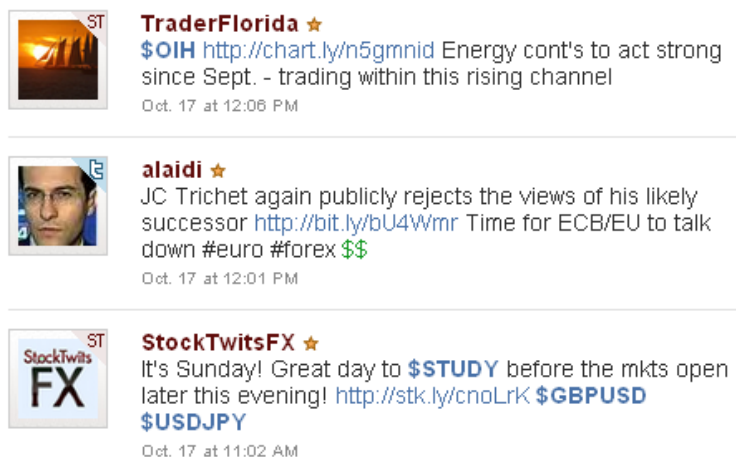 ST
TraderFlorida
$OIH http://chart.ly/n5gmnid Energy cont's to act strong
since Sept. - trading within this rising channel
Oct. 17 at 12:06 PM
t
alaidi
JC Trichet again publicly rejects the views of his likely
successor http://bit.ly/bU4Wmr Time for ECB/EU to talk
down #euro #forex $$
Oct. 17 at 12:01 PM
ST
StockTwits
FX
StockTwitsFX
It's Sunday! Great day to $STUDY before the mkts open
later this evening! http://stk.ly/cnoLrK $GBPUSD
$USDJPY
Oct. 17 at 11:02 AM